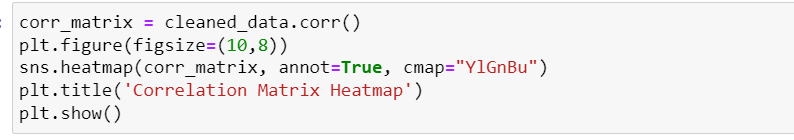 corr_matrix = cleaned_data.corr()
plt.figure(figsize=(10,8))
sns.heatmap(corr_matrix, annot=True, cmap="YlGnBu")
plt.title('Correlation Matrix Heatmap')
plt.show()